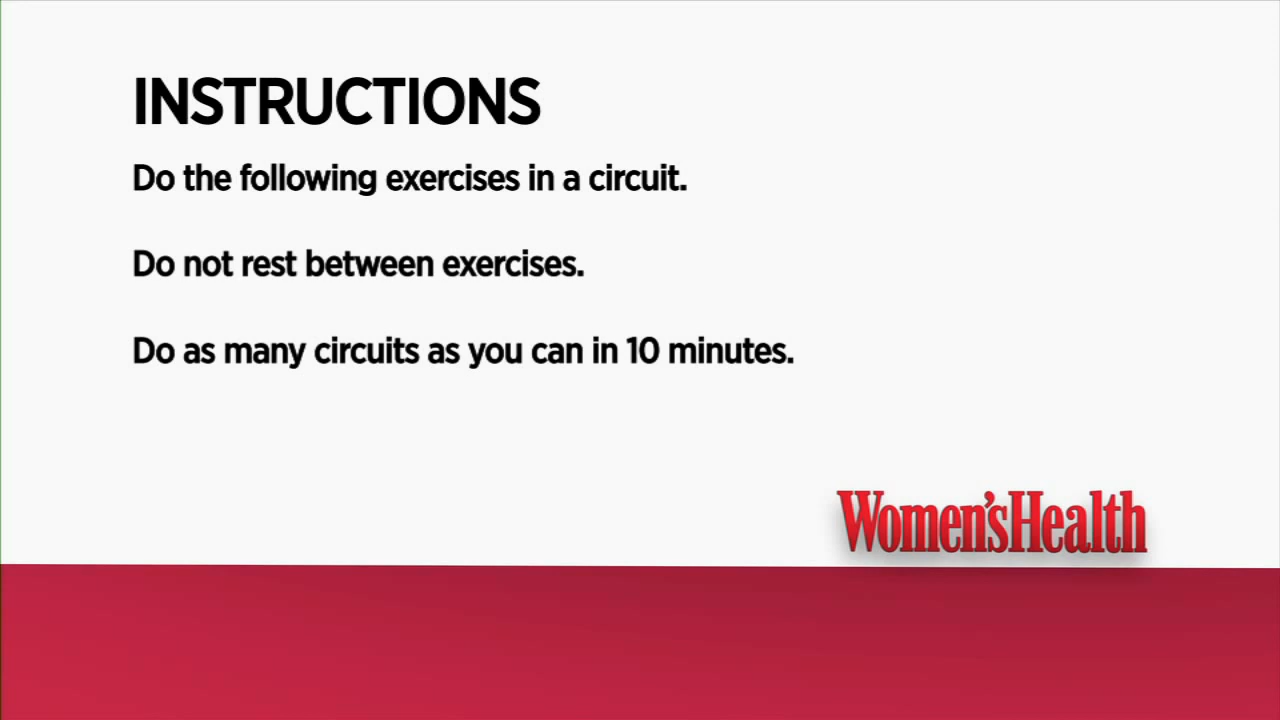 INSTRUCTIONS
Do the following exercises in a circuit.
Do not rest between exercises.
Do as many circuits as you can in 10 minutes.
Women'sHealth